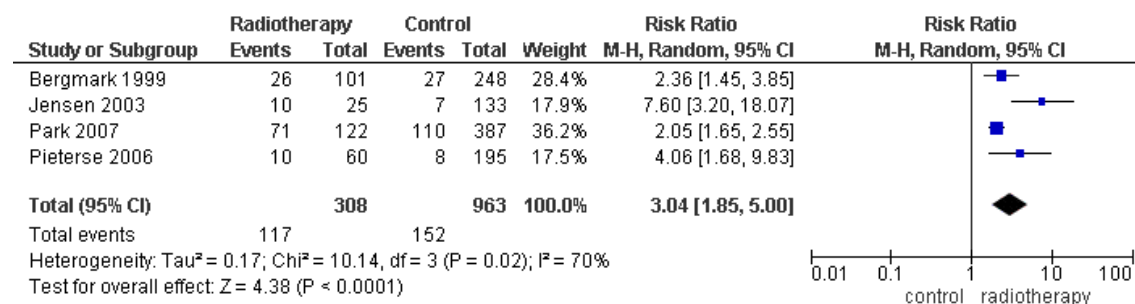 Radiotherapy Control Risk Ratio Risk Ratio
Study or Subgroup Events Total Events Total Weight M-H, Random, 95% CI M-H, Random, 95% CI
Bergmark 1999 26 101 27 248 28.4% 2.36 [1.45, 3.85]
Jensen 2003 10 25 7 133 17.9% 7.60 [3.20, 18.07]
Park 2007 71 122 110 387 36.2% 2.05 [1.65, 2.55]
Pieterse 2006 10 60 8 195 17.5% 4.06 [1.68, 9.83]
Total (95% CI) 308 963 100.0% 3.04 [1.85, 5.00]
Total events 117 152
Heterogeneity: Tau² = 0.17; Chi² = 10.14, df = 3 (P = 0.02); I² = 70%
Test for overall effect: Z = 4.38 (P < 0.0001)
0.01 0.1 1 10 100
control radiotherapy